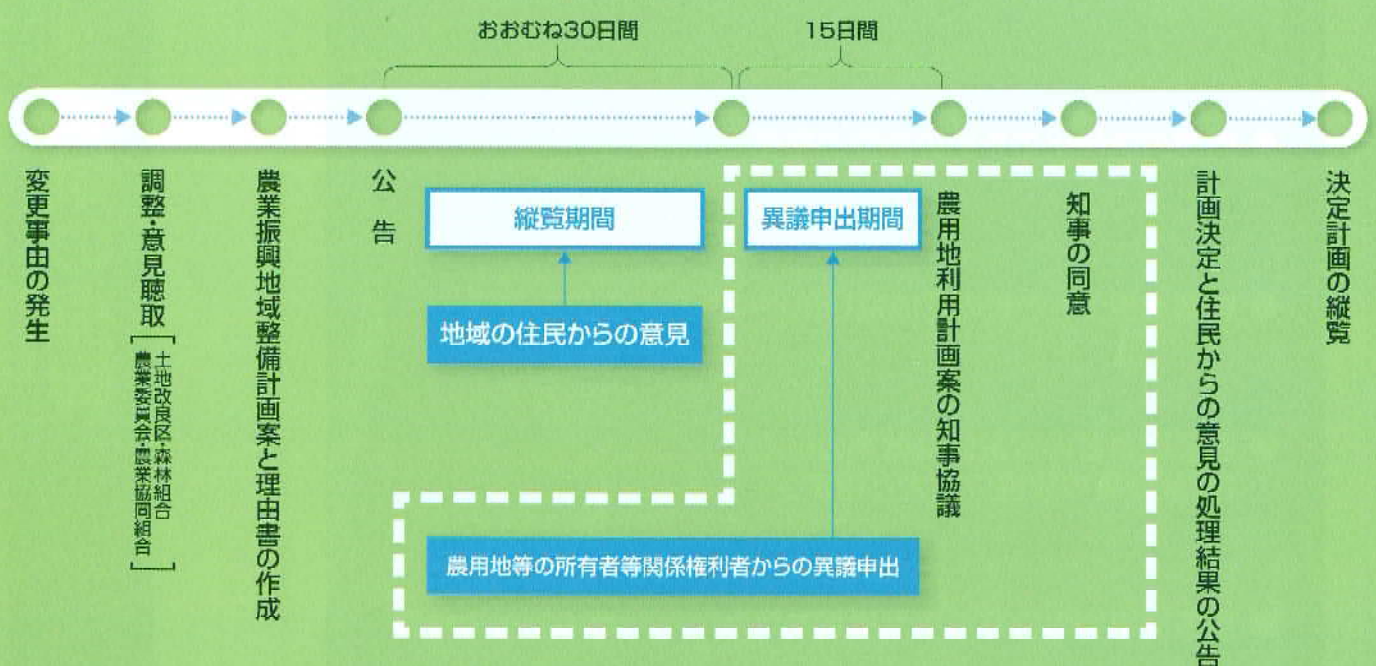 おおむね30日間
15日間
変更事由の発生
調整・意見聴取
土地改良区・森林組合
農業委員会・農業協同組合
農業振興地域整備計画案と理由書の作成
公告
縦覧期間
地域の住民からの意見
異議申出期間
農用地等の所有者等関係権利者からの異議申出
農用地利用計画案の知事協議
知事の同意
計画決定と住民からの意見の処理結果の公告
決定計画の縦覧